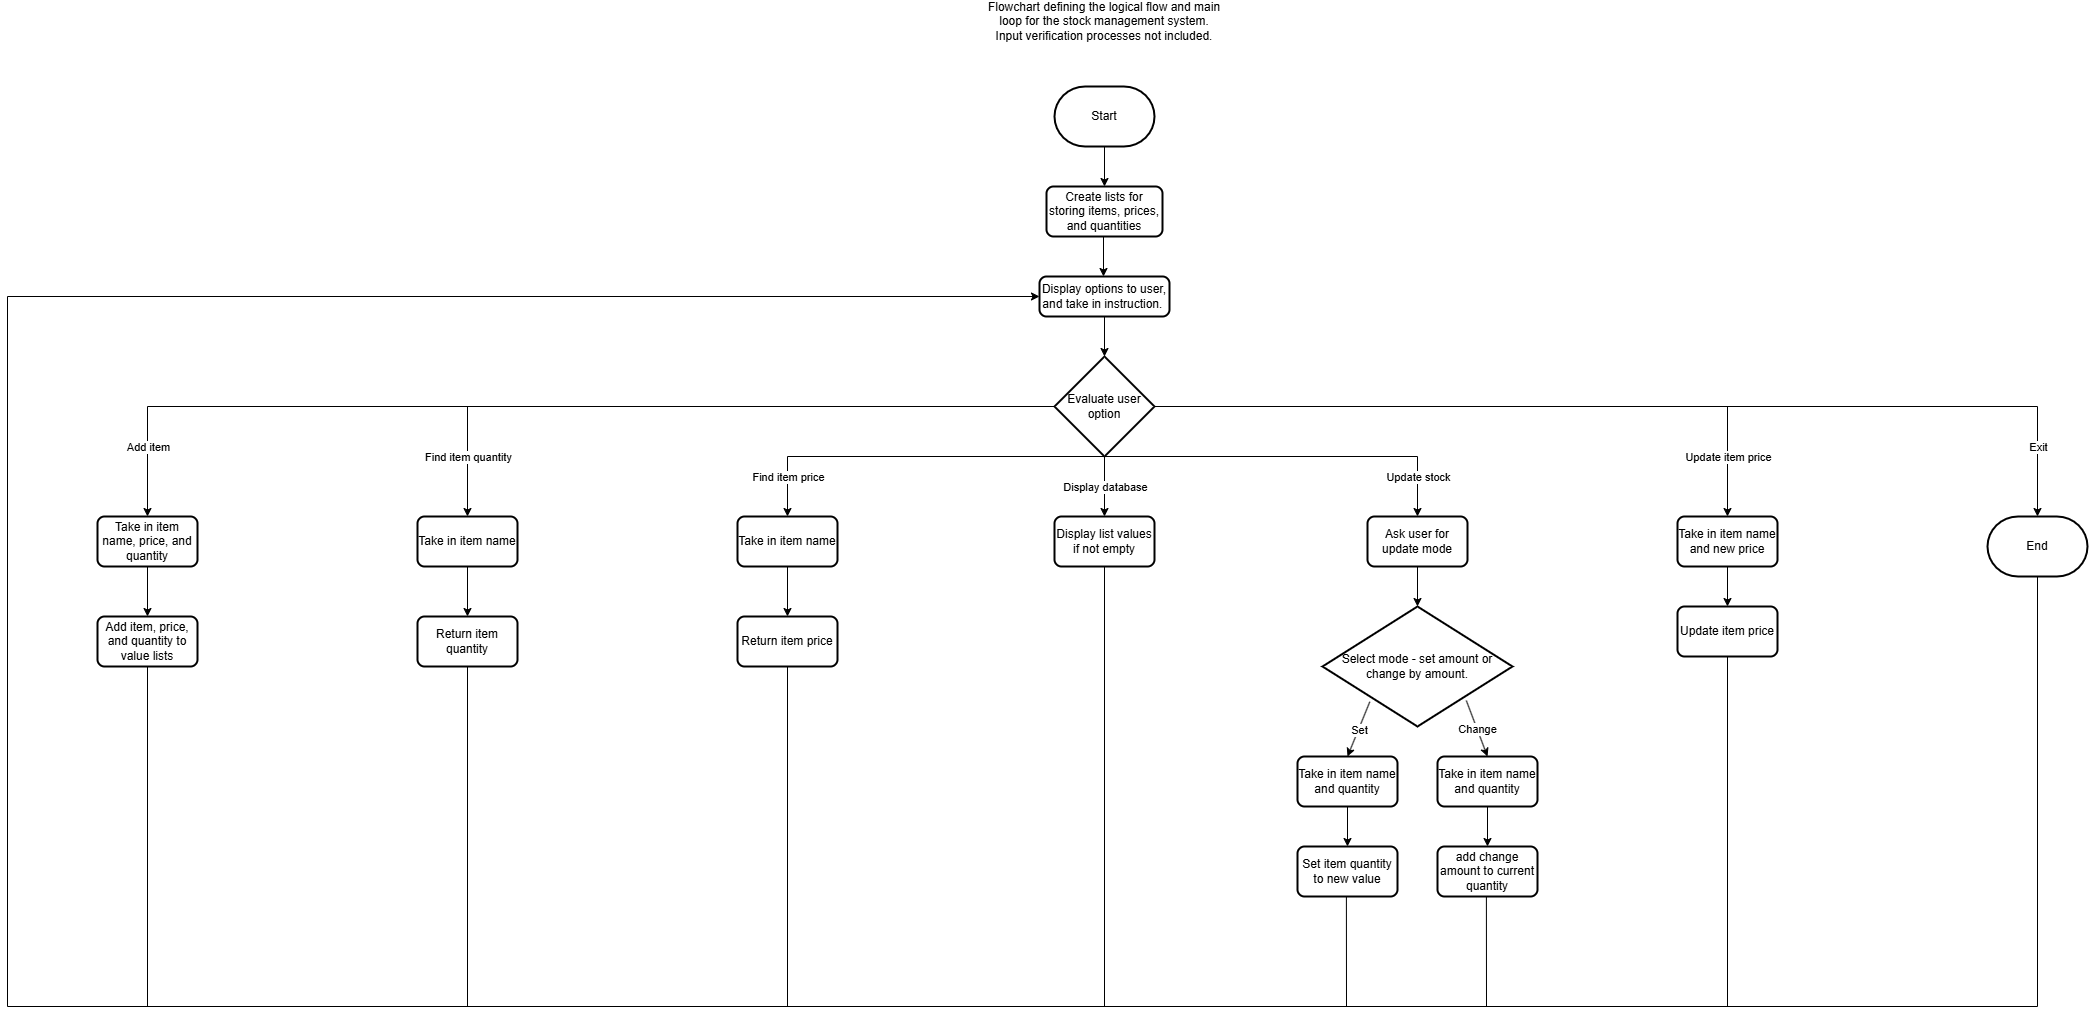 Flowchart defining the logical flow and main
loop for the stock management system.
Input verification processes not included.
Start
Create lists for
storing items, prices,
and quantities
Display options to user,
and take in instruction.
Evaluate user
option
Add item
Find item quantity
Find item price
Display database
Update stock
Update item price
Exit
Take in item
name, price, and
quantity
Take in item name
Take in item name
Display list values
if not empty
Ask user for
update mode
Take in item name
and new price
End
Add item, price,
and quantity to
value lists
Return item
quantity
Return item price
Select mode - set amount or
change by amount.
Update item price
Set
Change
Take in item name
and quantity
Take in item name
and quantity
Set item quantity
to new value
add change
amount to current
quantity